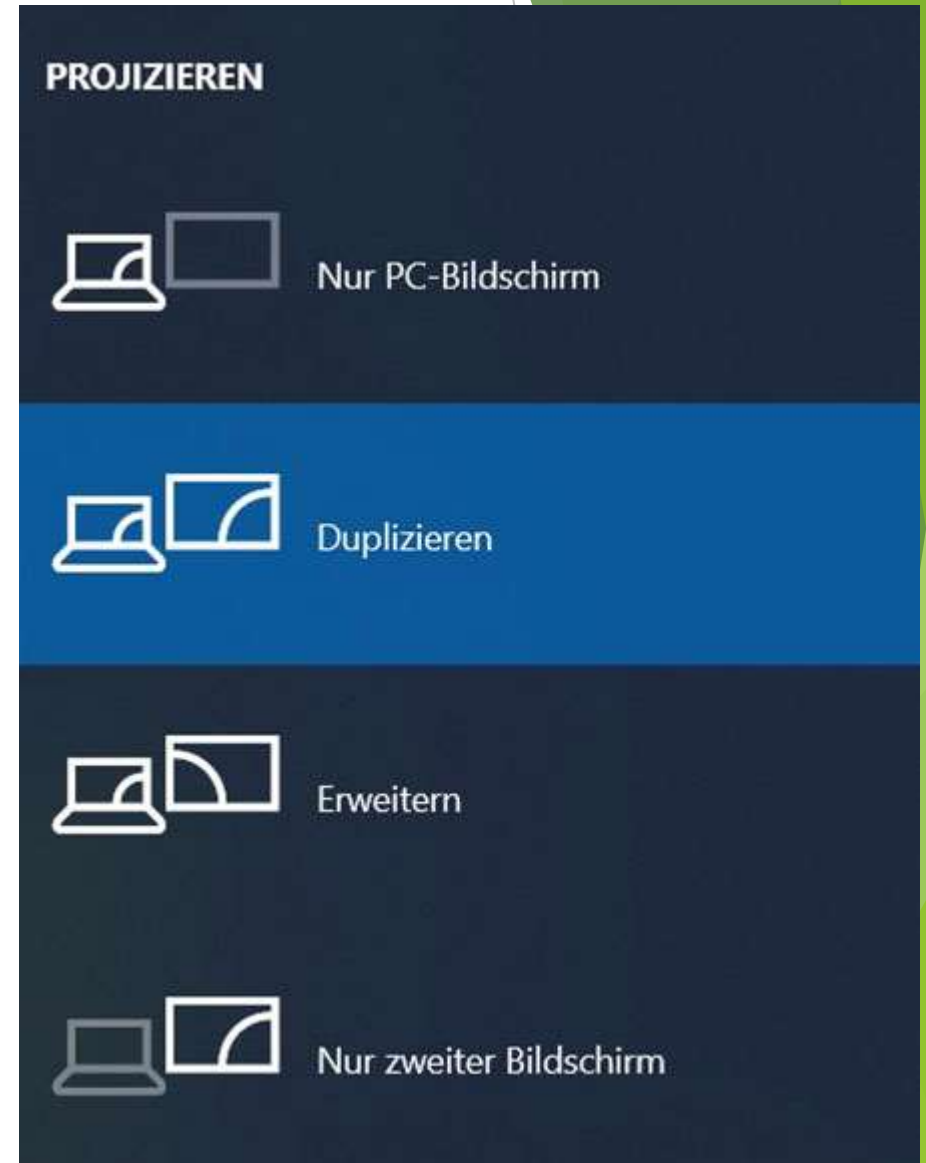 PROJIZIEREN
Nur PC-Bildschirm
Duplizieren
Erweitern
Nur zweiter Bildschirm